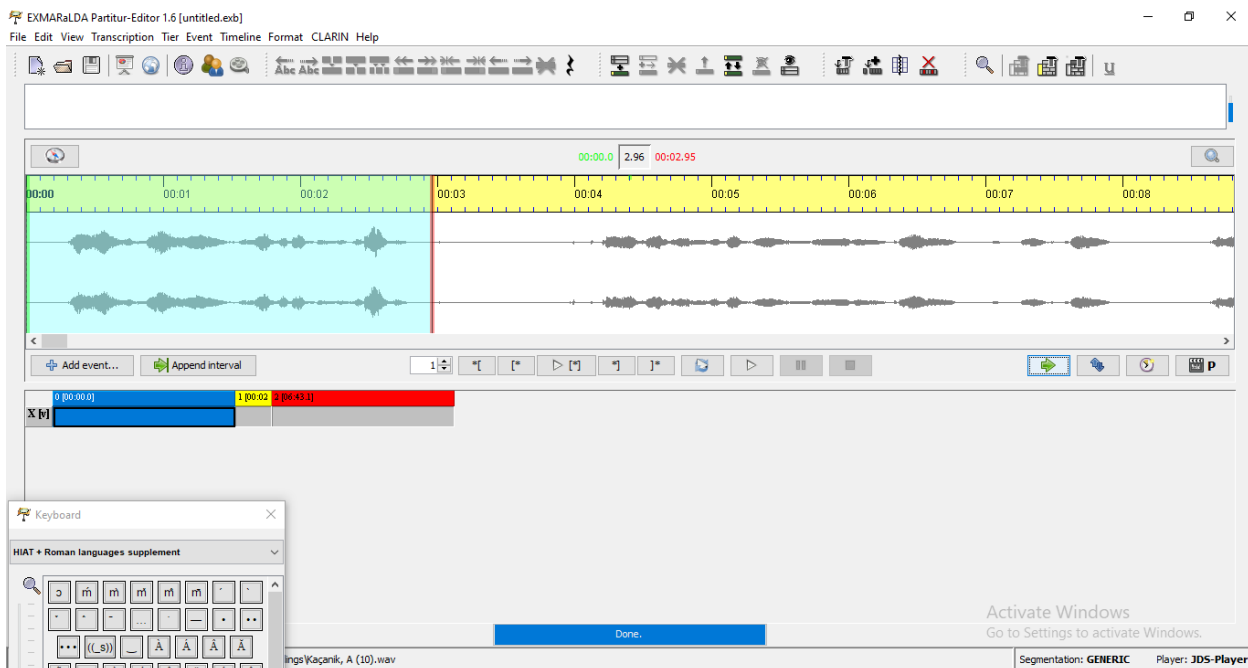 EXMARaLDA Partitur-Editor 1.6 [untitled.exb]
File Edit View Transcription Tier Event Timeline Format CLARIN Help
Abc Abc u
00:00.0 2.96 00:02.95
00:00 00:01 00:02 00:03 00:04 00:05 00:06 00:07 00:08
Add event... Append interval 1 *[ [* [*] *] ]* p
0 [00:00.0] 1 [00:02 2 [06:43.1]
X [v]
Keyboard
HIAT + Roman languages supplement
ɔ ḿ m̀ m̌ m̂ m̄ ´ `
... — • ••
••• ((_s)) ‿ À Á Â Ǎ
Activate Windows
Go to Settings to activate Windows.
Done.
ings\Kaçanik, A (10).wav
Segmentation: GENERIC Player: JDS-Player